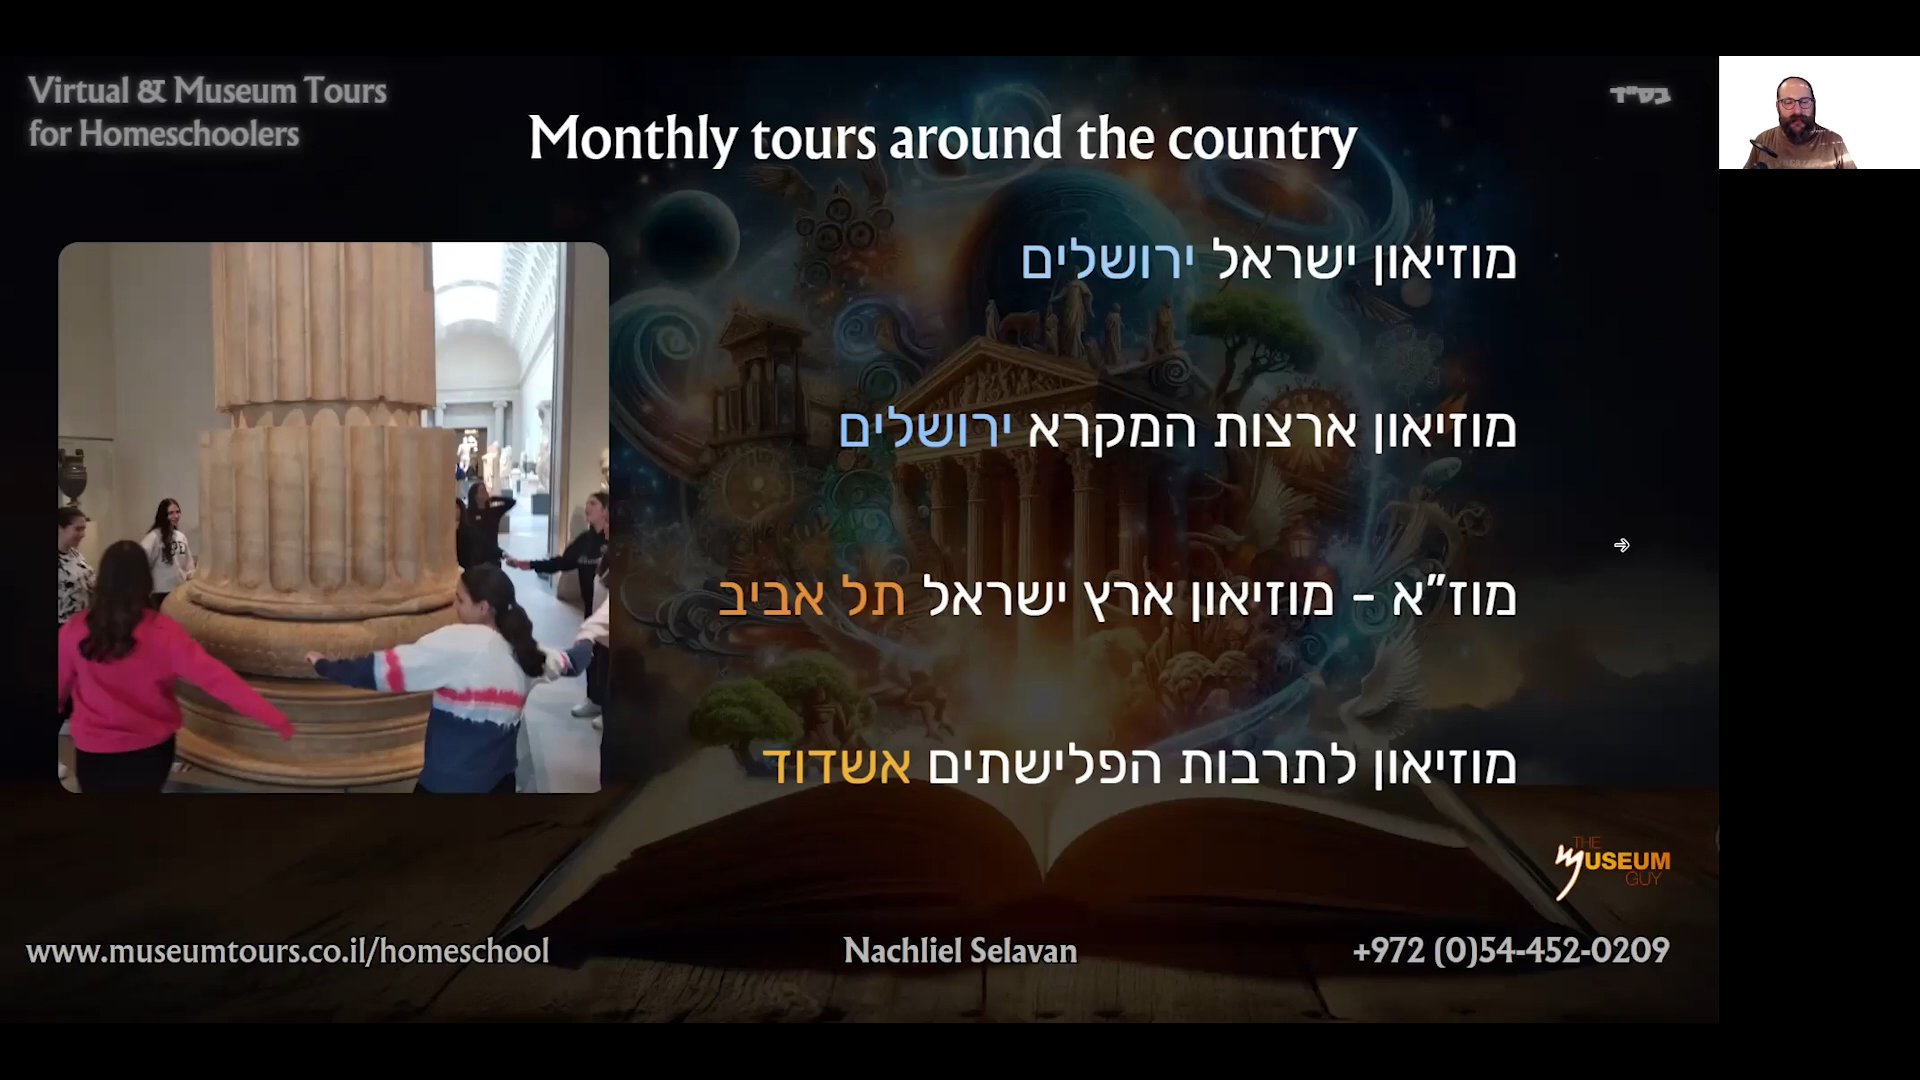 Virtual & Museum Tours
for Homeschoolers
בס"ד
Monthly tours around the country
מוזיאון ישראל ירושלים
מוזיאון ארצות המקרא ירושלים
מוז"א - מוזיאון ארץ ישראל תל אביב
מוזיאון לתרבות הפלישתים אשדוד
THE
MUSEUM
GUY
www.museumtours.co.il/homeschool
Nachliel Selavan
+972 (0)54-452-0209